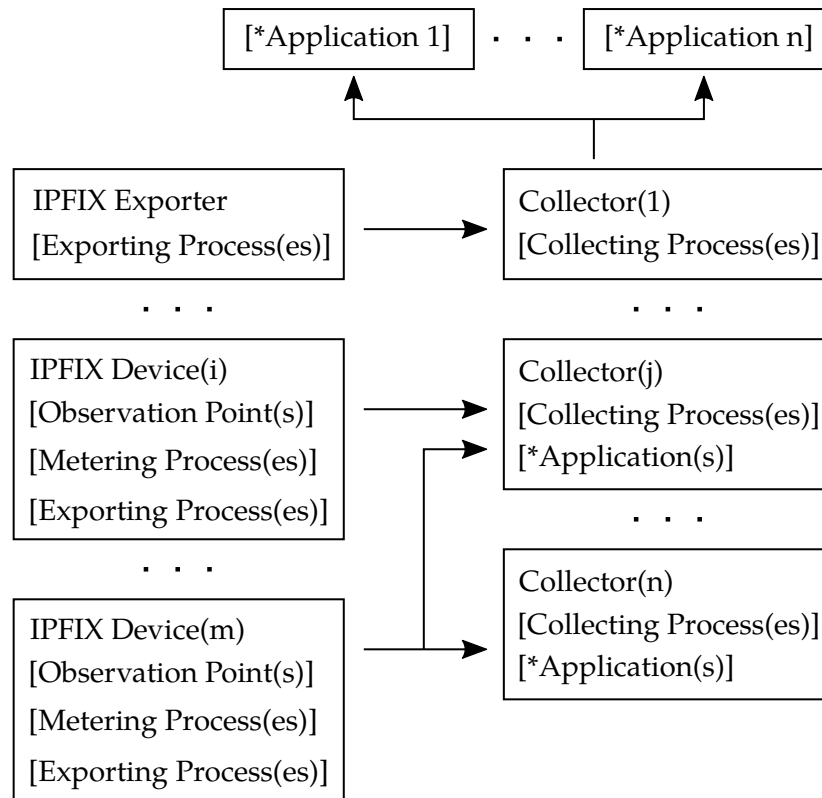 [*Application 1]
. . .
[*Application n]
IPFIX Exporter
[Exporting Process(es)]
Collector(1)
[Collecting Process(es)]
. . .
. . .
IPFIX Device(i)
[Observation Point(s)]
[Metering Process(es)]
[Exporting Process(es)]
Collector(j)
[Collecting Process(es)]
[*Application(s)]
. . .
. . .
IPFIX Device(m)
[Observation Point(s)]
[Metering Process(es)]
[Exporting Process(es)]
Collector(n)
[Collecting Process(es)]
[*Application(s)]